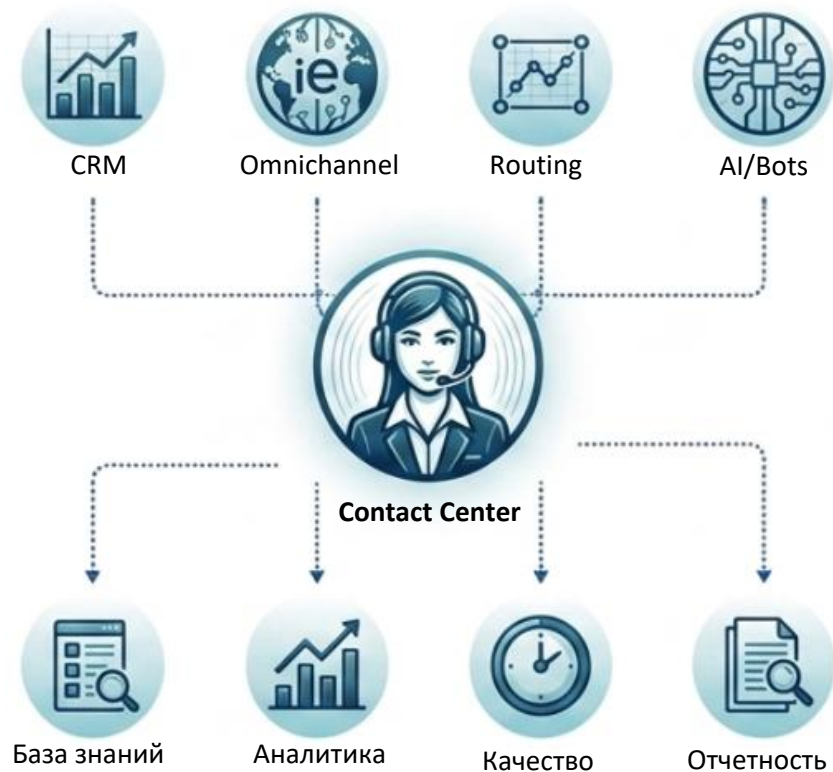 ie
CRM
Omnichannel
Routing
AI/Bots
Contact Center
База знаний
Аналитика
Качество
Отчетность